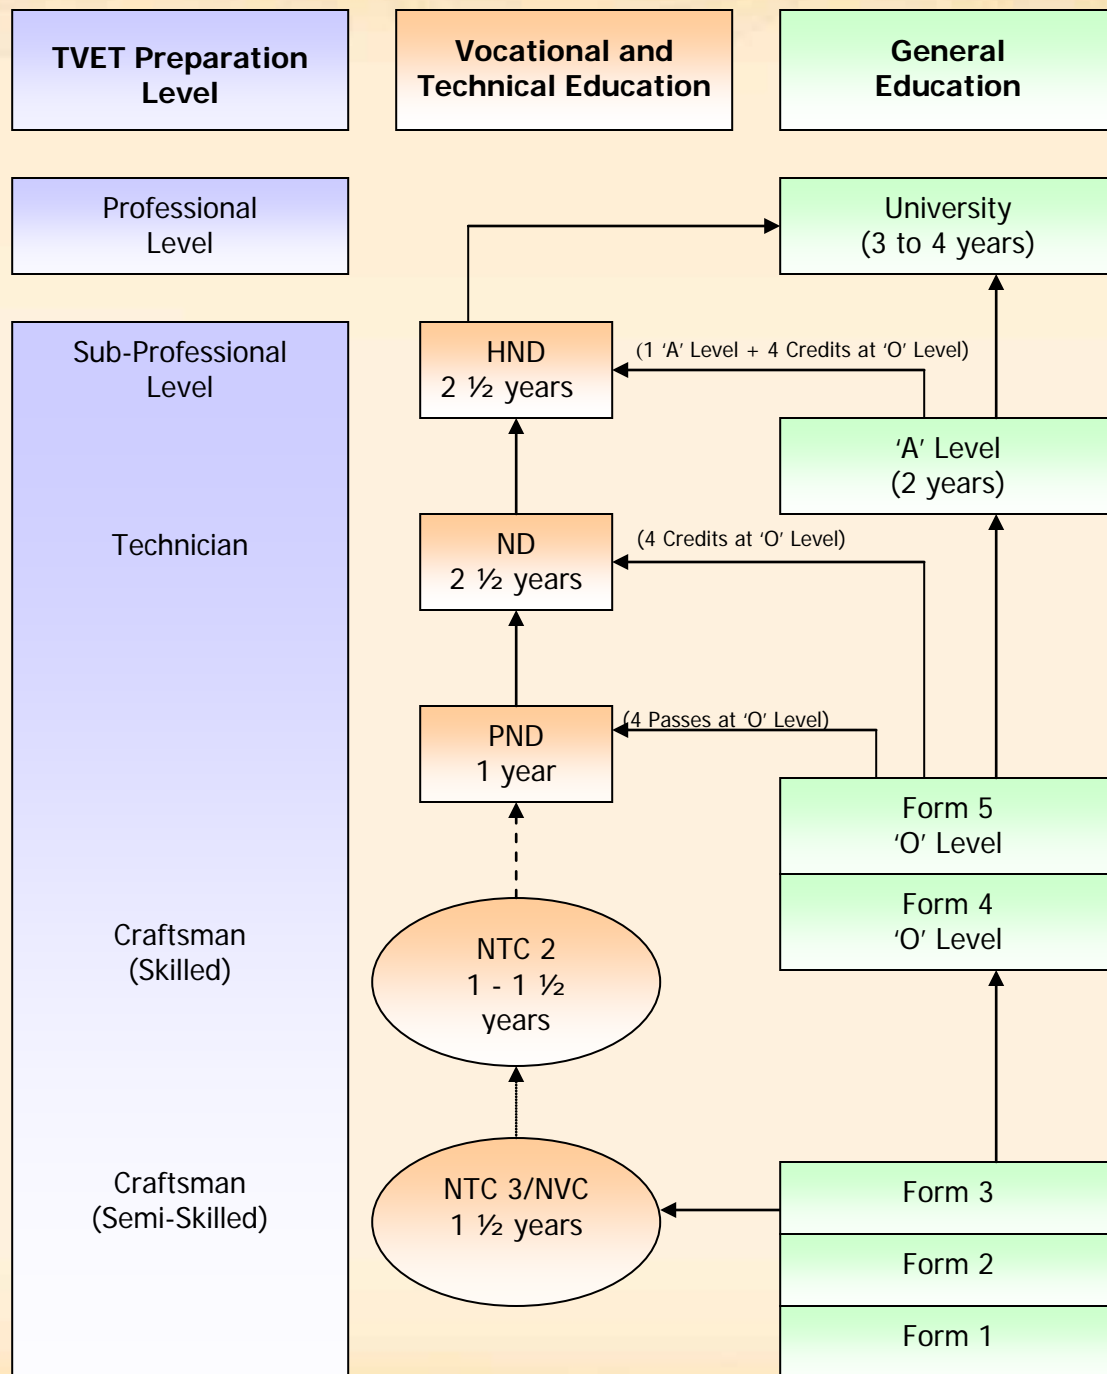 TVET Preparation
Level
Vocational and
Technical Education
General
Education
Professional
Level
University
(3 to 4 years)
Sub-Professional
Level
HND
2 ½ years
(1 ‘A’ Level + 4 Credits at ‘O’ Level)
‘A’ Level
(2 years)
Technician
ND
2 ½ years
(4 Credits at ‘O’ Level)
PND
1 year
(4 Passes at ‘O’ Level)
Form 5
‘O’ Level
Form 4
‘O’ Level
Craftsman
(Skilled)
NTC 2
1 - 1 ½
years
Craftsman
(Semi-Skilled)
NTC 3/NVC
1 ½ years
Form 3
Form 2
Form 1